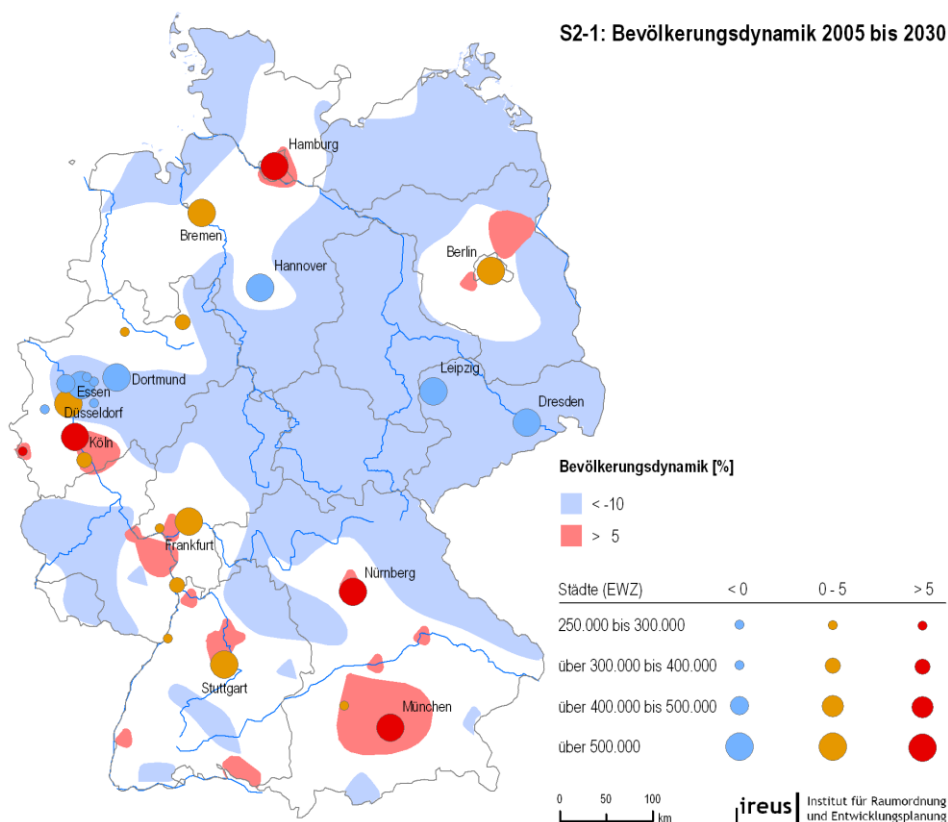 S2-1: Bevölkerungsdynamik 2005 bis 2030
Hamburg
Bremen
Berlin
Hannover
Dortmund
Essen
Düsseldorf
Leipzig
Dresden
Köln
Frankfurt
Nürnberg
Stuttgart
München
Bevölkerungsdynamik [%]
< -10
> 5
Städte (EWZ) < 0 0 - 5 > 5
250.000 bis 300.000
über 300.000 bis 400.000
über 400.000 bis 500.000
über 500.000
0 50 100
km
ireus Institut für Raumordnung
und Entwicklungsplanung